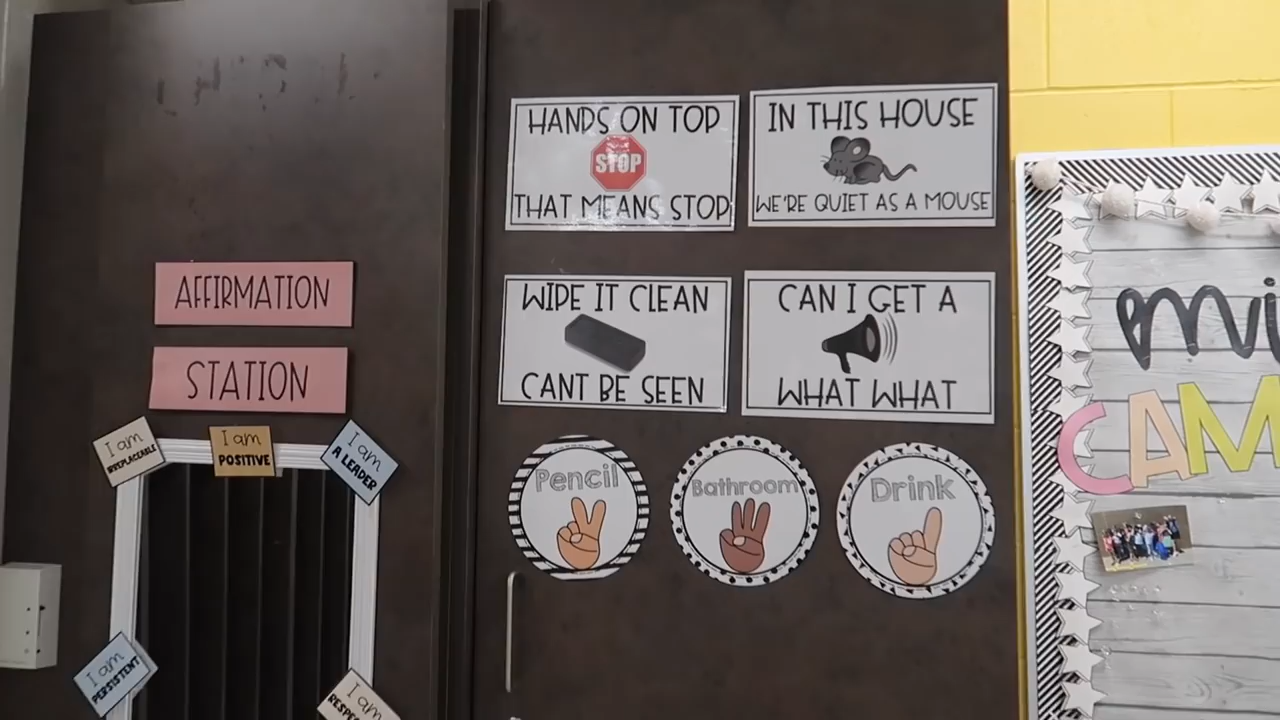 AFFIRMATION
STATION
I am
IRREPLACEABLE
I am
POSITIVE
I am
A LEADER
I am
PERSISTENT
I am
HANDS ON TOP
STOP
THAT MEANS STOP
IN THIS HOUSE
WE'RE QUIET AS A MOUSE
WIPE IT CLEAN
CANT BE SEEN
CAN I GET A
WHAT WHAT
Pencil
Bathroom
Drink